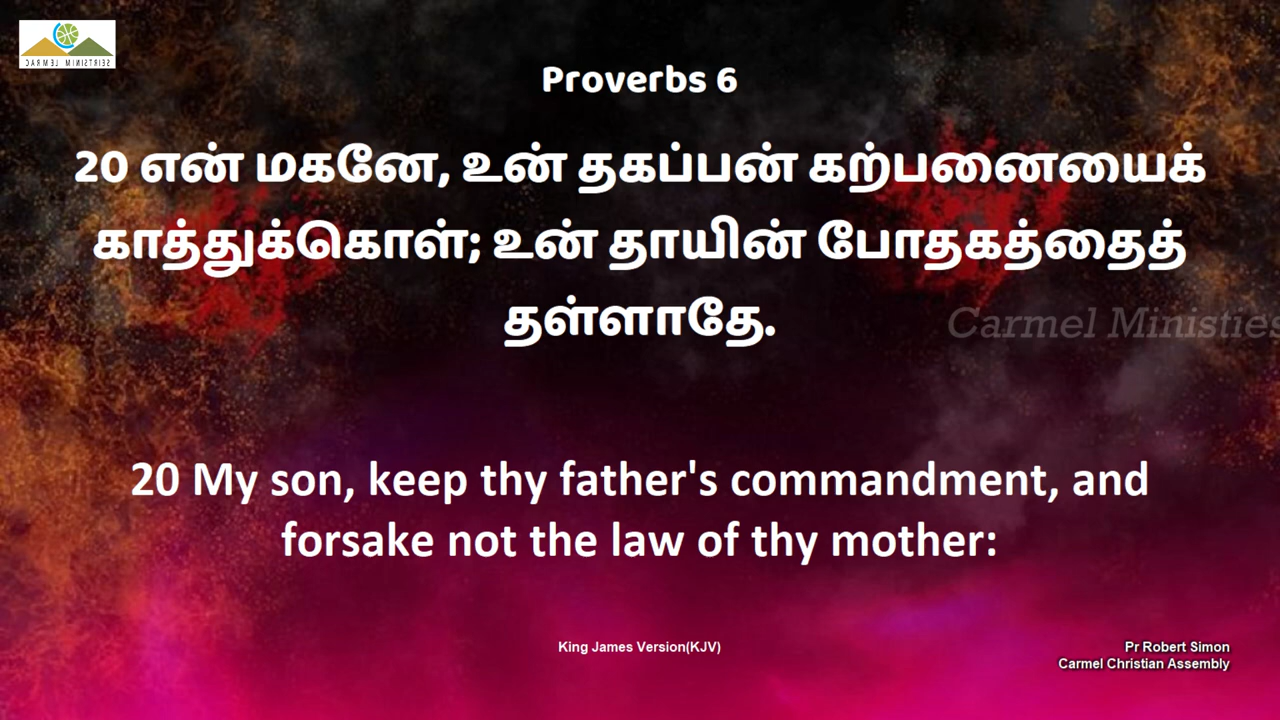 CARMEL MINISTRIES
Proverbs 6
20 என் மகனே, உன் தகப்பன் கற்பனையைக்
காத்துக்கொள்; உன் தாயின் போதகத்தைத்
தள்ளாதே.
Carmel Ministies
20 My son, keep thy father's commandment, and
forsake not the law of thy mother:
King James Version(KJV)
Pr Robert Simon
Carmel Christian Assembly